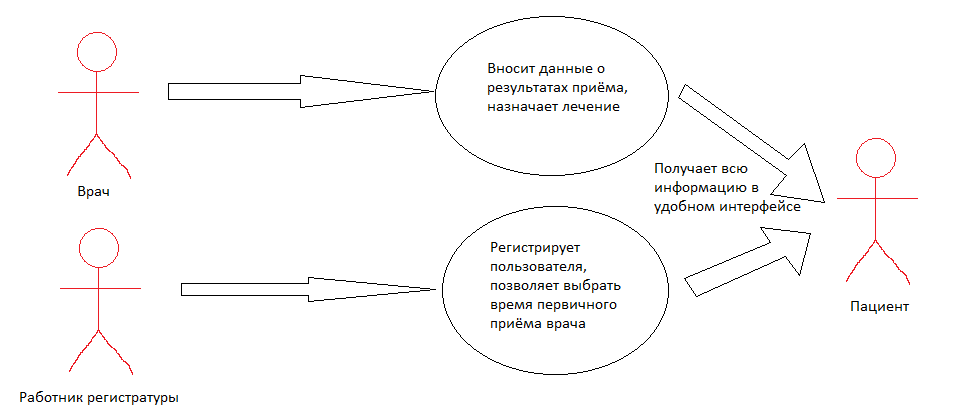 Вносит данные о
результатах приёма,
назначает лечение
Врач
Получает всю
информацию в
удобном интерфейсе
Регистрирует
пользователя,
позволяет выбрать
время первичного
приёма врача
Пациент
Работник регистратуры